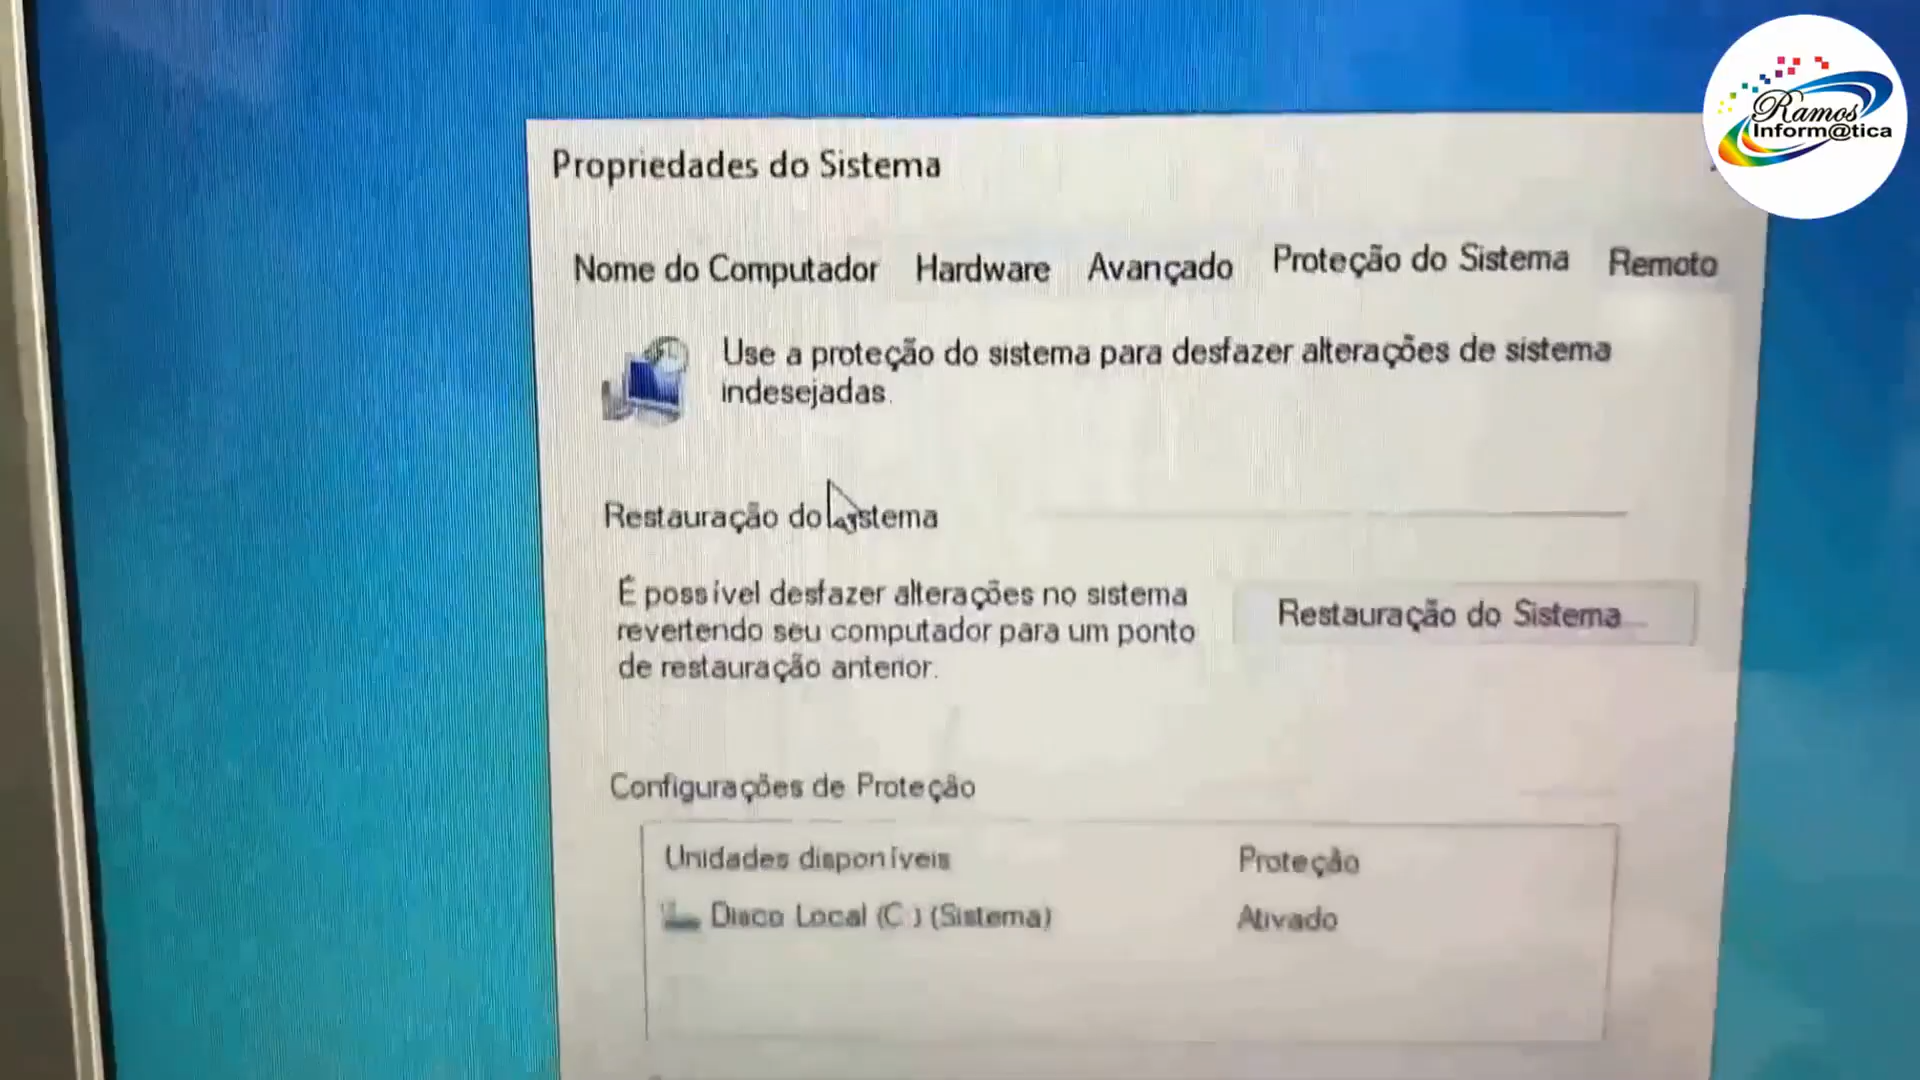 Ramos
Inform@tica
Propriedades do Sistema
Nome do Computador Hardware Avançado Proteção do Sistema Remoto
Use a proteção do sistema para desfazer alterações de sistema
indesejadas.
Restauração do Sistema
É possível desfazer alterações no sistema
revertendo seu computador para um ponto
de restauração anterior.
Restauração do Sistema...
Configurações de Proteção
Unidades disponíveis Proteção
Disco Local (C:) (Sistema) Ativado